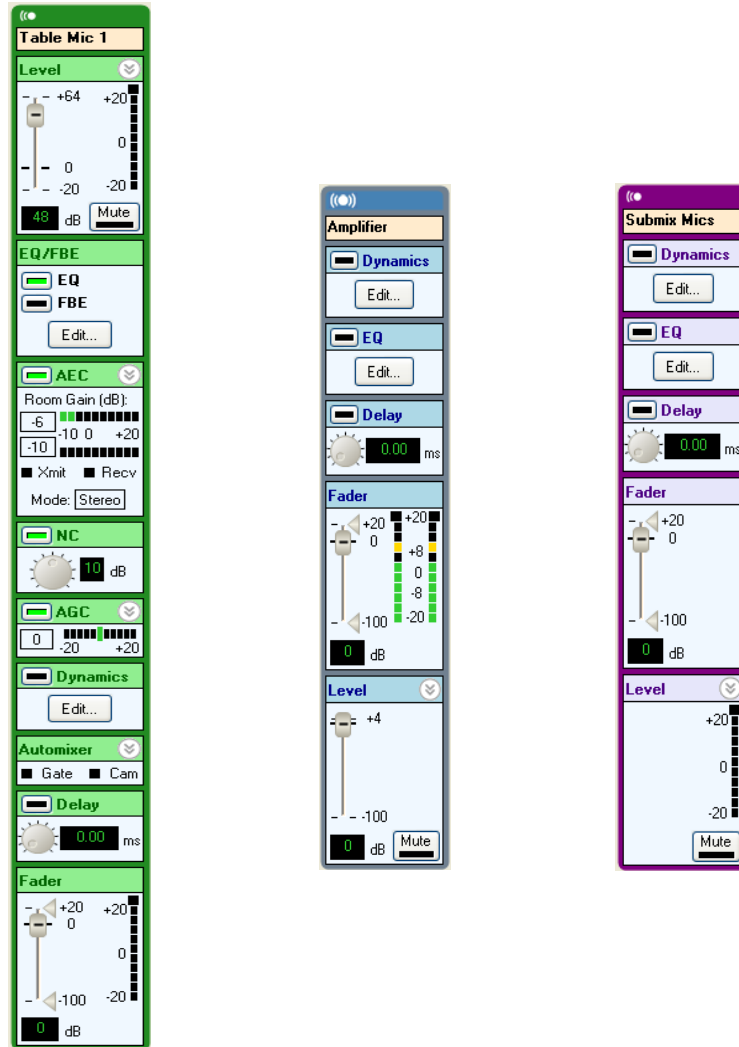 Table Mic 1
Level
+64 +20
0
0
-20 -20
48 dB Mute
EQ/FBE
EQ
FBE
Edit...
AEC
Room Gain (dB):
-6
-10 0 +20
-10
Xmit Recv
Mode: Stereo
NC
10 dB
AGC
0 -20 +20
Dynamics
Edit...
Automixer
Gate Cam
Delay
0.00 ms
Fader
+20 +20
0
0
-100 -20
0 dB
Amplifier
Dynamics
Edit...
EQ
Edit...
Delay
0.00 ms
Fader
+20 +20
0 +8
0
-8
-100 -20
0 dB
Level
+4
-100
0 dB Mute
Submix Mics
Dynamics
Edit...
EQ
Edit...
Delay
0.00 ms
Fader
+20
0
-100
0 dB
Level
+20
0
-20
Mute